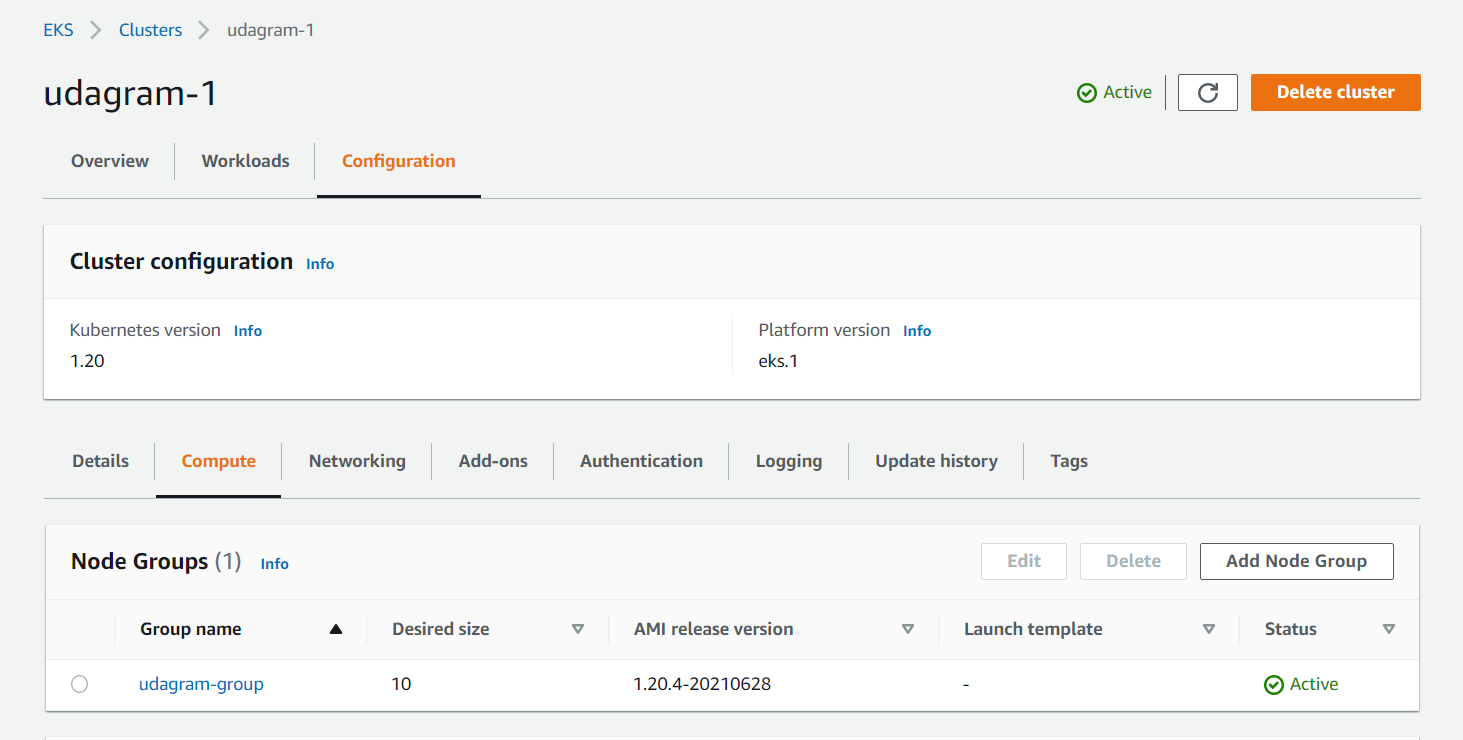 EKS > Clusters > udagram-1
udagram-1
Active
Delete cluster
Overview Workloads Configuration
Cluster configuration Info
Kubernetes version Info Platform version Info
1.20 eks.1
Details Compute Networking Add-ons Authentication Logging Update history Tags
Node Groups (1) Info Edit Delete Add Node Group
Group name Desired size AMI release version Launch template Status
udagram-group 10 1.20.4-20210628 - Active